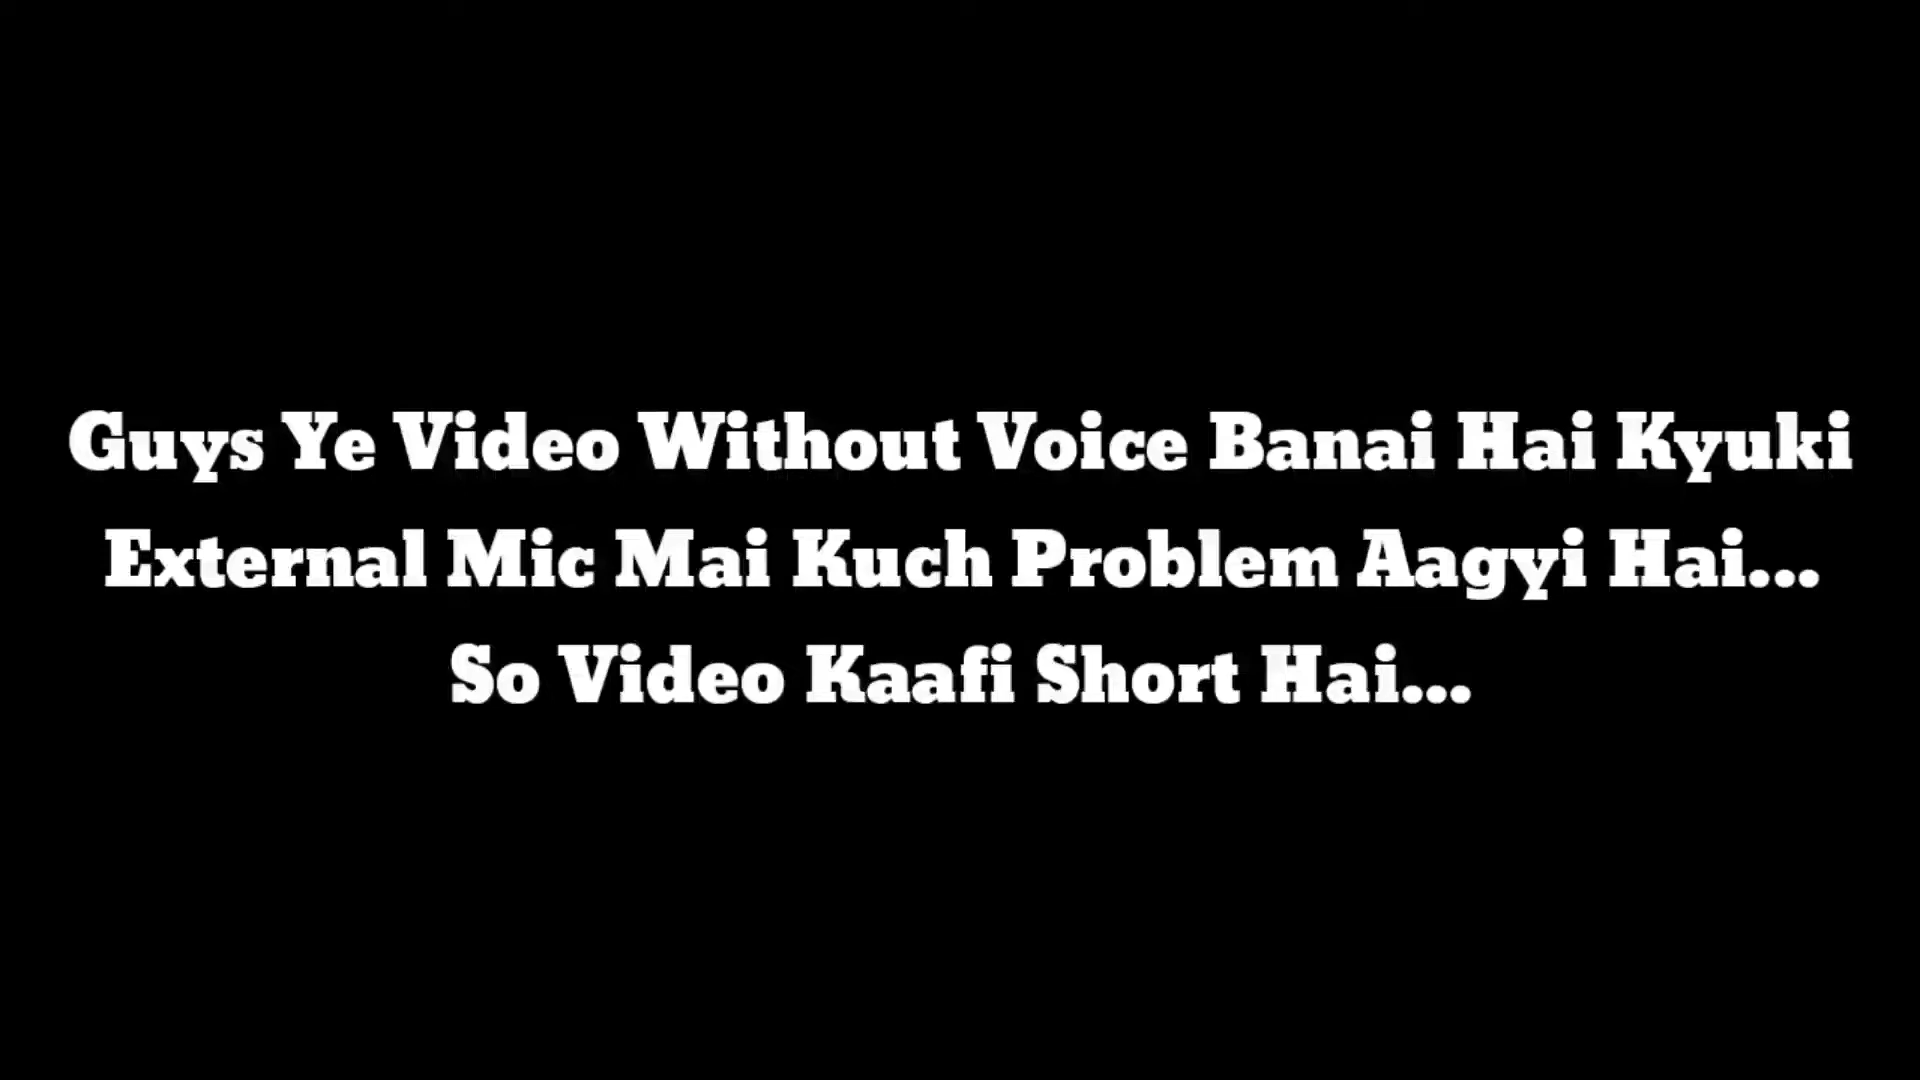 Guys Ye Video Without Voice Banai Hai Kyuki
External Mic Mai Kuch Problem Aagyi Hai...
So Video Kaafi Short Hai...